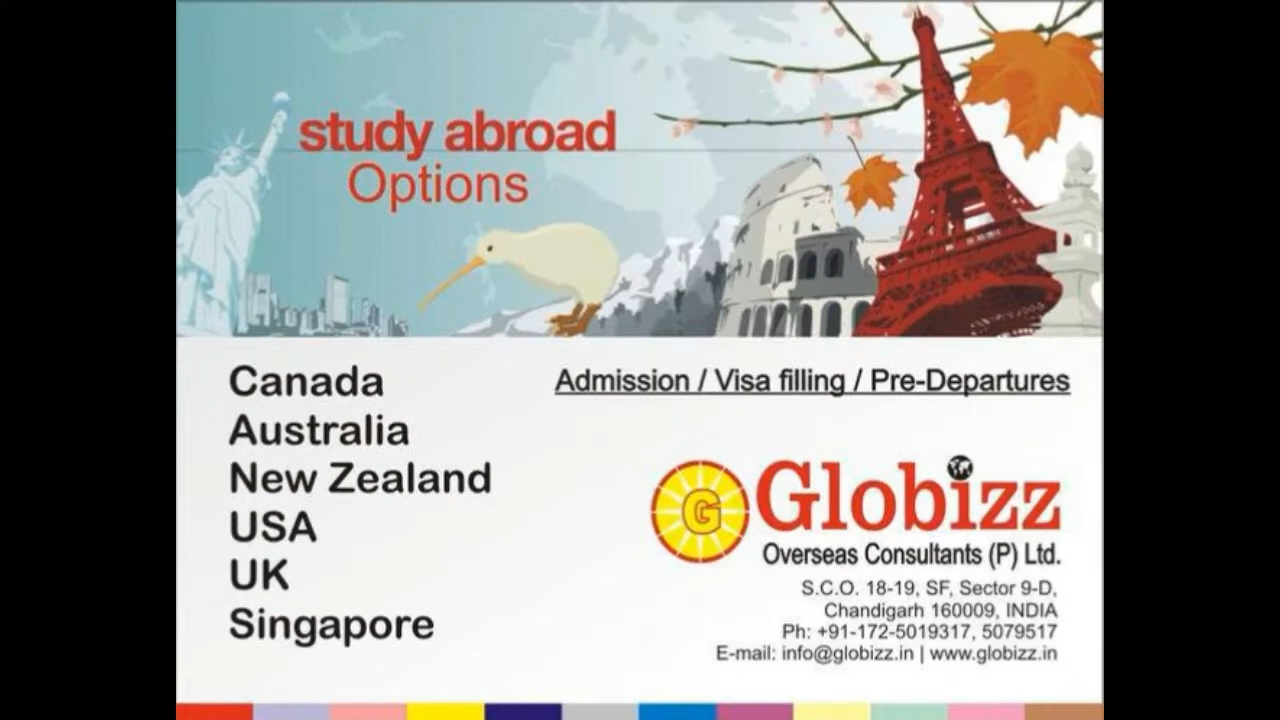 study abroad
Options
Canada
Australia
New Zealand
USA
UK
Singapore
Admission / Visa filling / Pre-Departures
G
Globizz
Overseas Consultants (P) Ltd.
S.C.O. 18-19, SF, Sector 9-D,
Chandigarh 160009, INDIA
Ph: +91-172-5019317, 5079517
E-mail: info@globizz.in | www.globizz.in